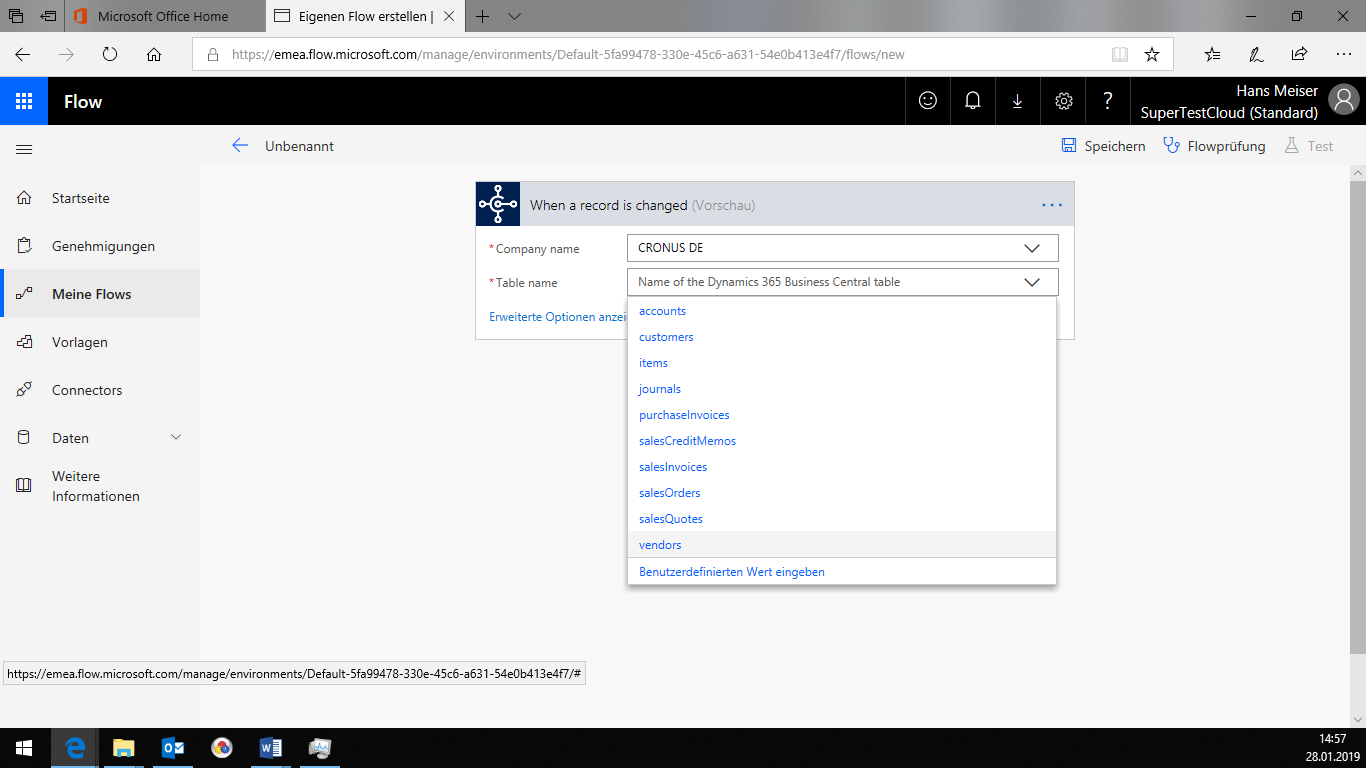 Microsoft Office Home
Eigenen Flow erstellen |
https://emea.flow.microsoft.com/manage/environments/Default-5fa99478-330e-45c6-a631-54e0b413e4f7/flows/new
Flow
Hans Meiser
SuperTestCloud (Standard)
Unbenannt
Speichern
Flowprüfung
Test
Startseite
Genehmigungen
Meine Flows
Vorlagen
Connectors
Daten
Weitere
Informationen
When a record is changed (Vorschau)
* Company name
CRONUS DE
* Table name
Name of the Dynamics 365 Business Central table
Erweiterte Optionen anzei
accounts
customers
items
journals
purchaseInvoices
salesCreditMemos
salesInvoices
salesOrders
salesQuotes
vendors
Benutzerdefinierten Wert eingeben
https://emea.flow.microsoft.com/manage/environments/Default-5fa99478-330e-45c6-a631-54e0b413e4f7/#
14:57
28.01.2019